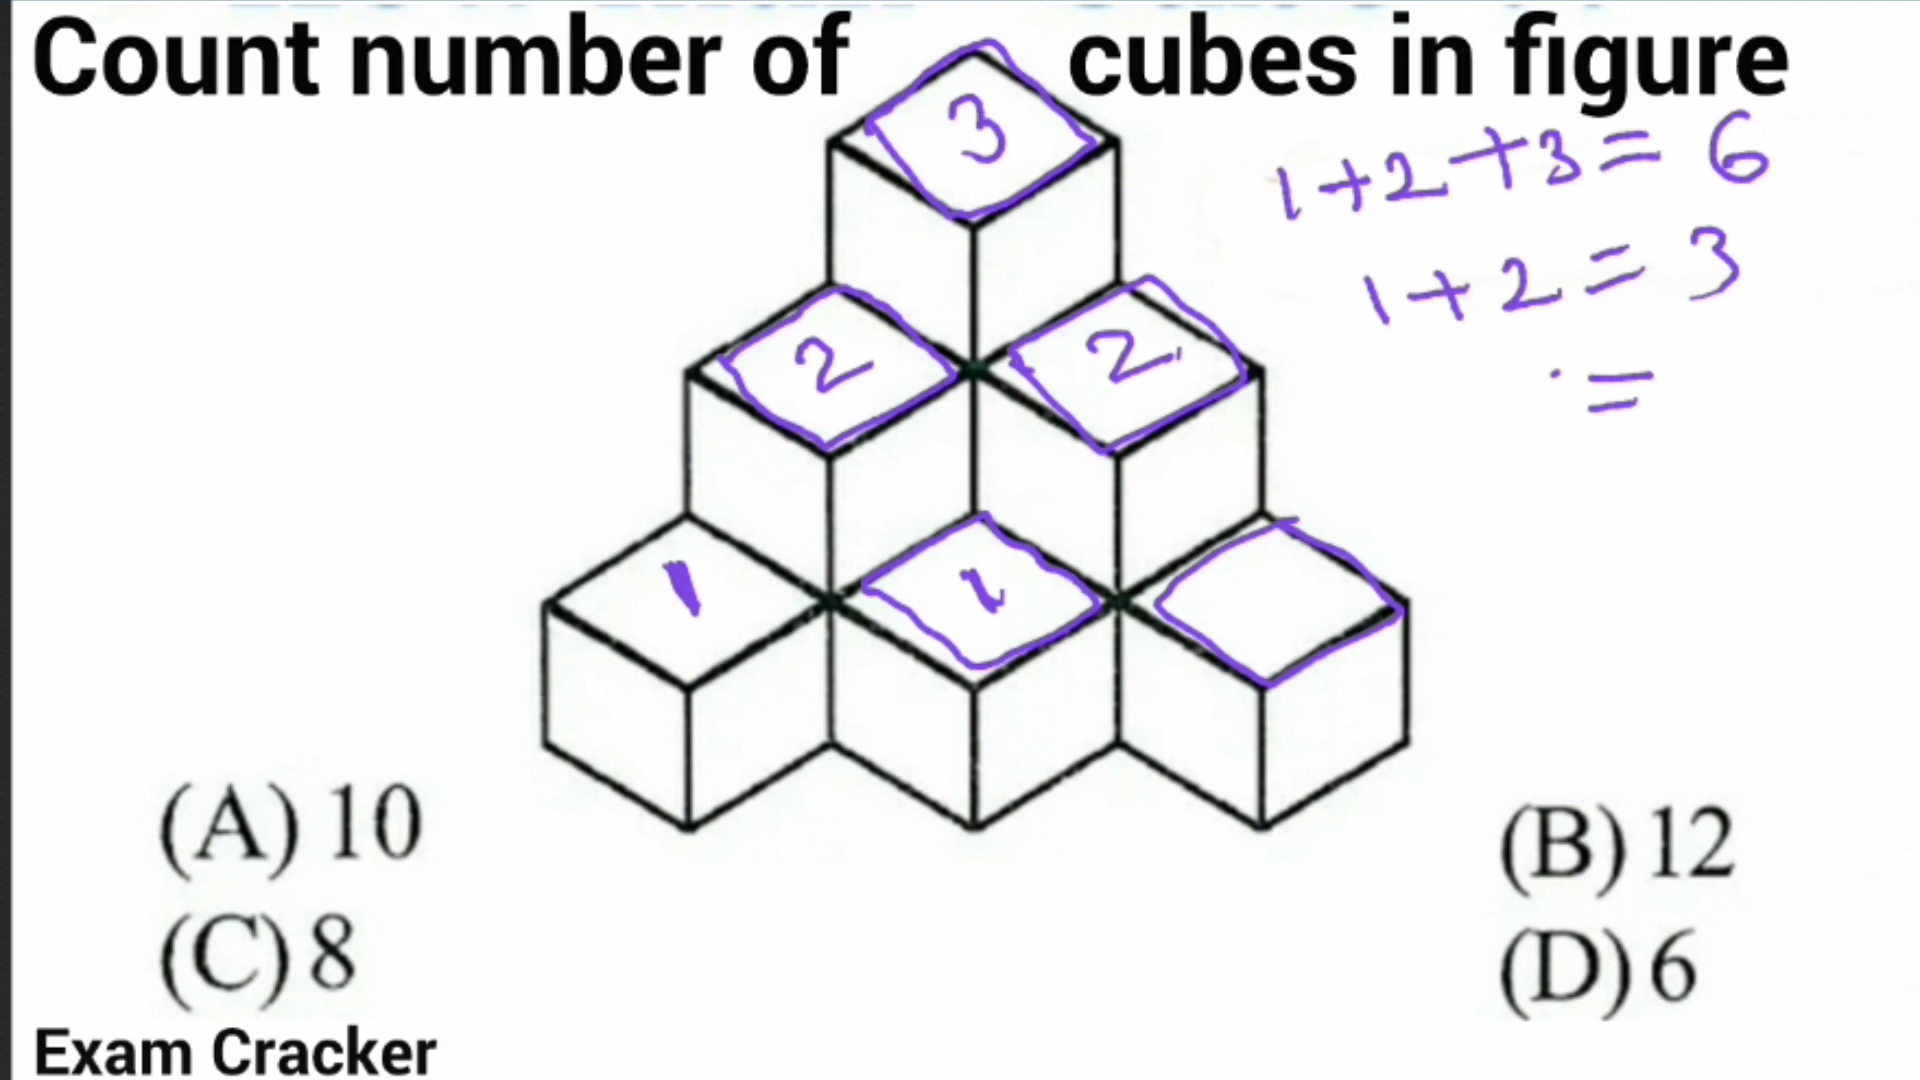 Count number of cubes in figure
3
1+2+3= 6
2 2
1+2= 3
=
1 1
(A) 10
(B) 12
(C) 8
(D) 6
Exam Cracker